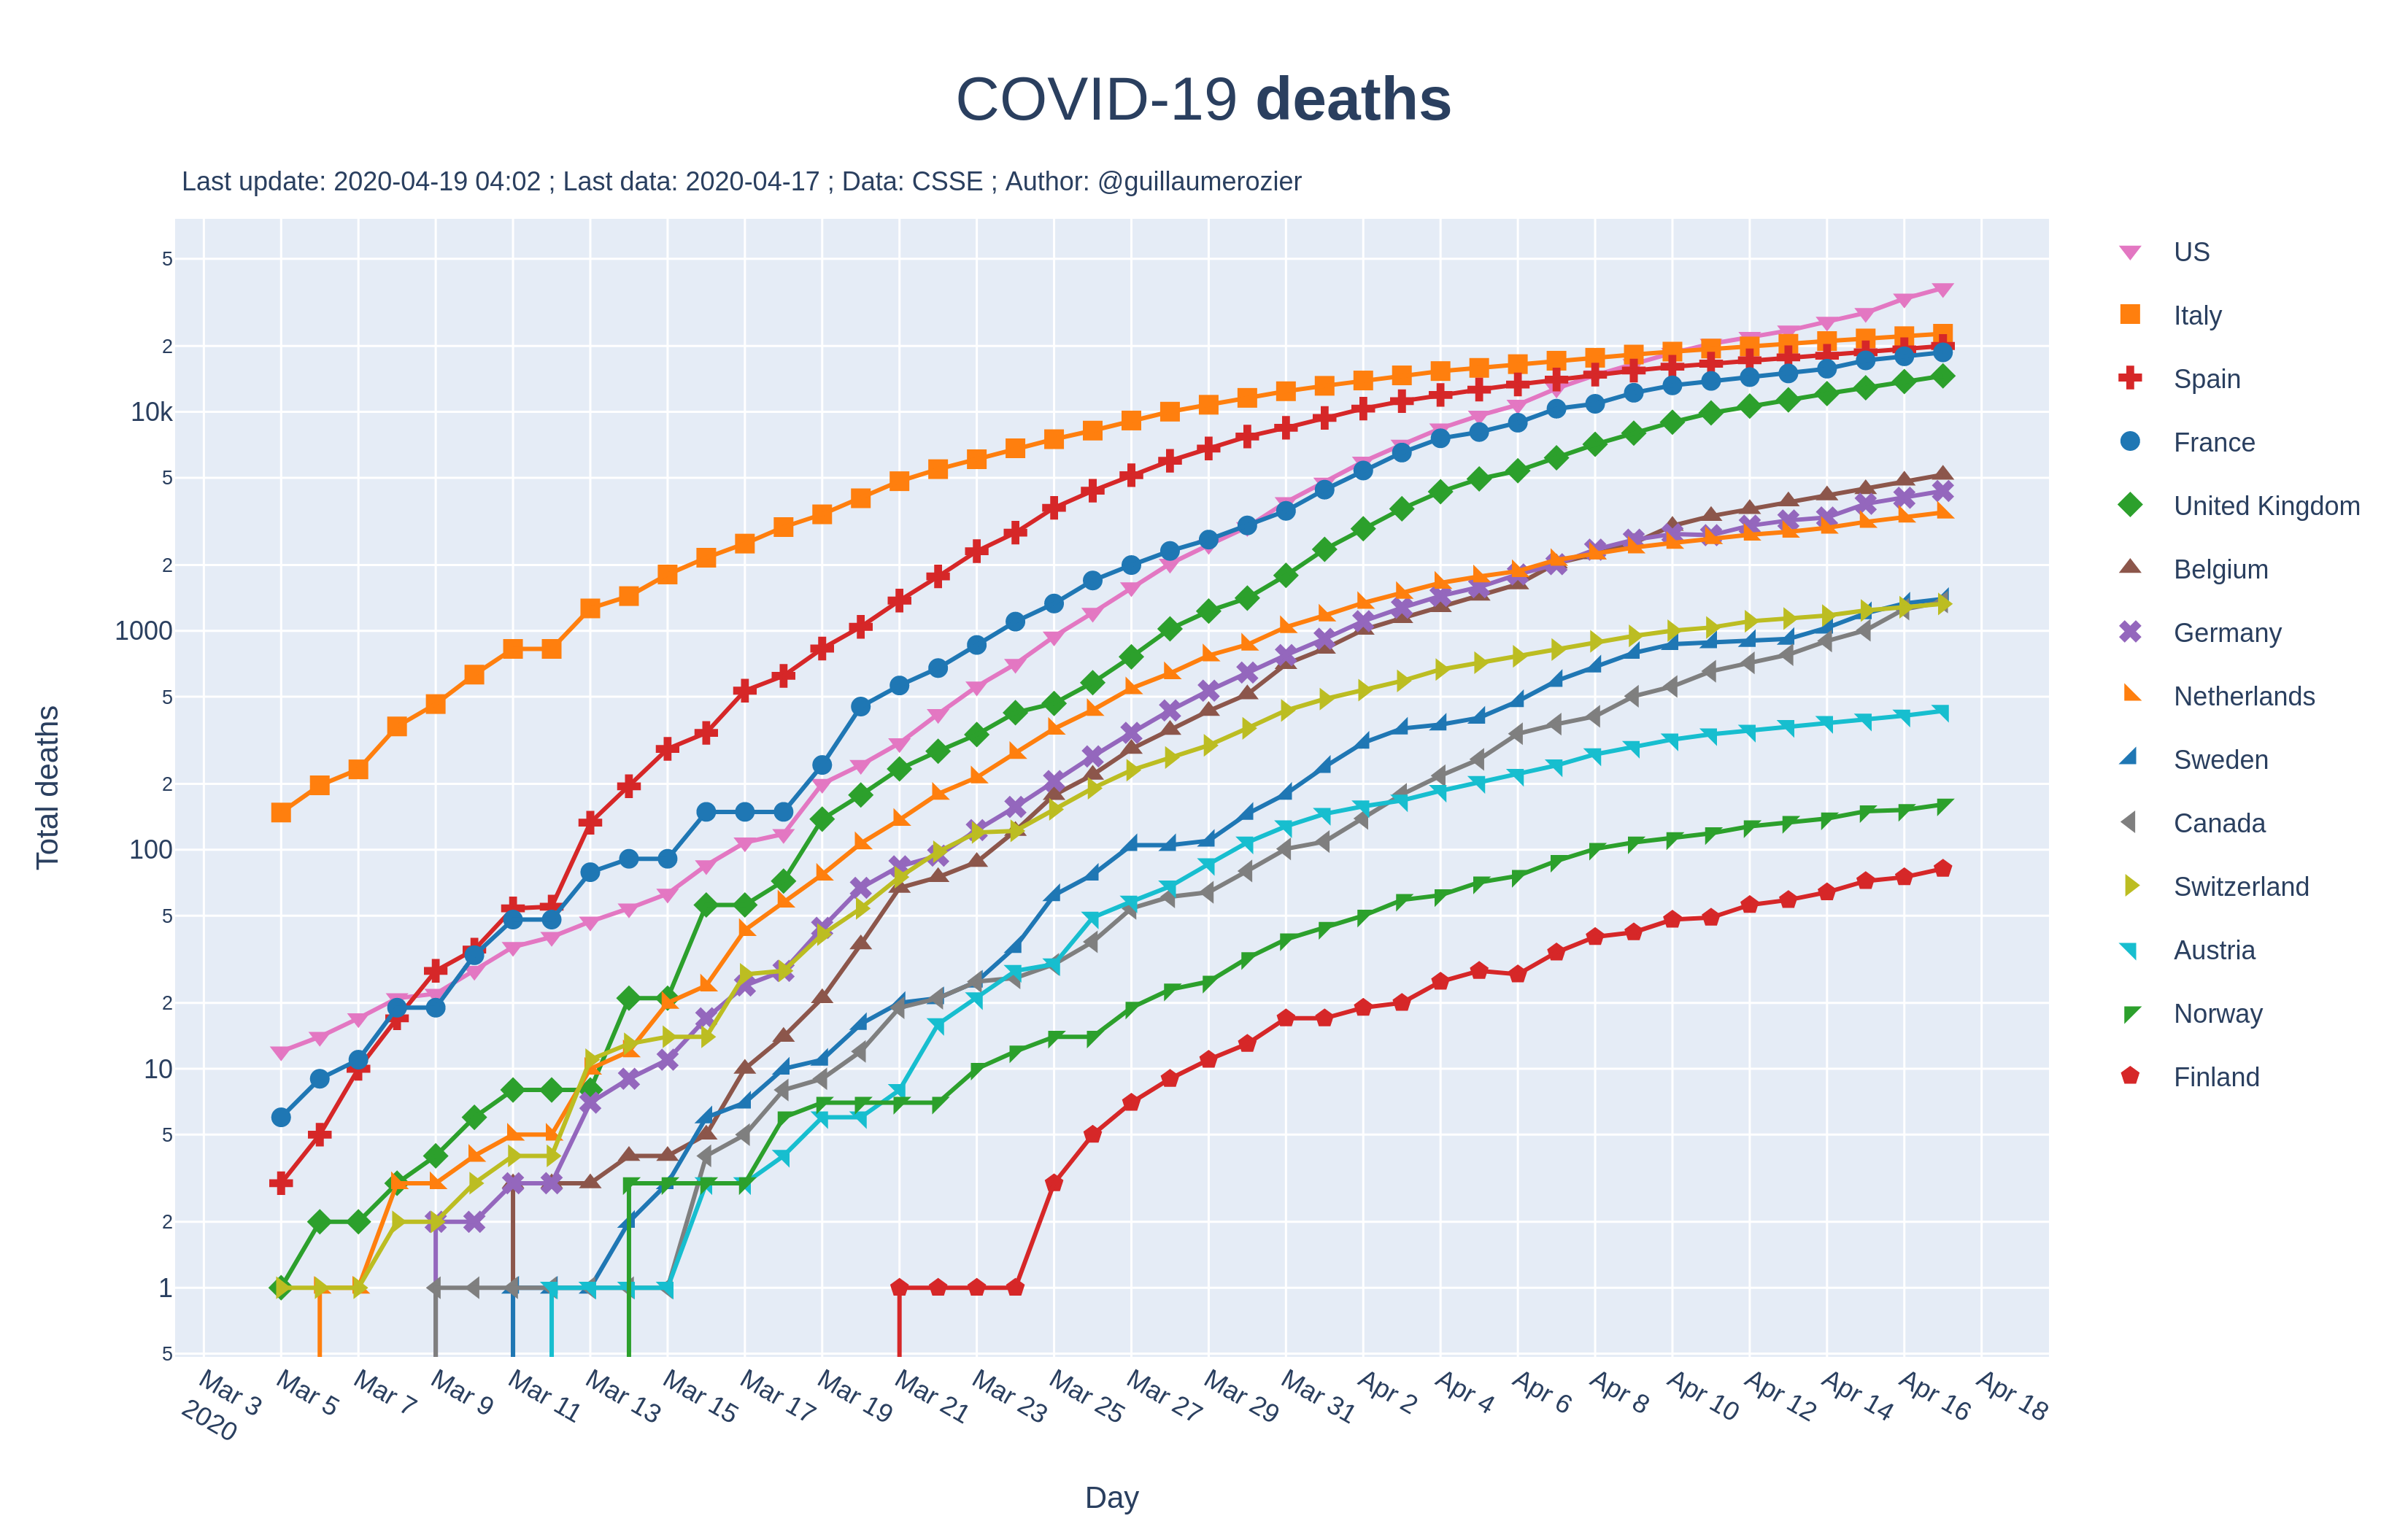 COVID-19 deaths
Last update: 2020-04-19 04:02 ; Last data: 2020-04-17 ; Data: CSSE ; Author: @guillaumerozier
5
2
10k
5
2
1000
5
2
100
5
2
10
5
2
1
5
Total deaths
Mar 3
2020
Mar 5
Mar 7
Mar 9
Mar 11
Mar 13
Mar 15
Mar 17
Mar 19
Mar 21
Mar 23
Mar 25
Mar 27
Mar 29
Mar 31
Apr 2
Apr 4
Apr 6
Apr 8
Apr 10
Apr 12
Apr 14
Apr 16
Apr 18
Day
US
Italy
Spain
France
United Kingdom
Belgium
Germany
Netherlands
Sweden
Canada
Switzerland
Austria
Norway
Finland